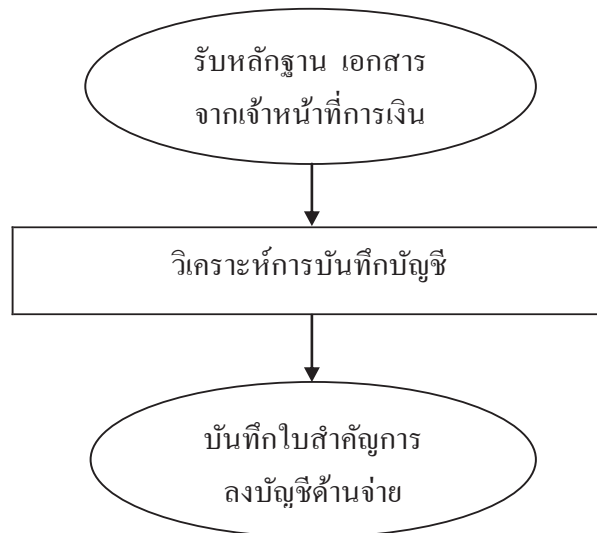 รับหลักฐาน เอกสาร
จากเจ้าหน้าที่การเงิน
วิเคราะห์การบันทึกบัญชี
บันทึกใบสำคัญการ
ลงบัญชีด้านจ่าย